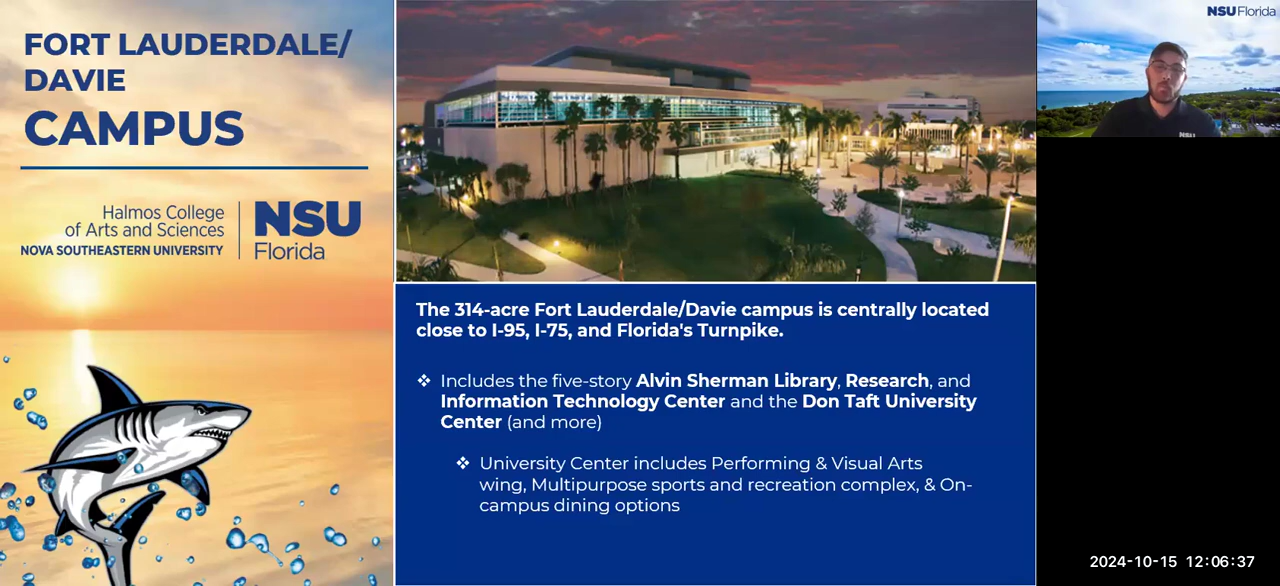 FORT LAUDERDALE/
DAVIE
CAMPUS
Halmos College
of Arts and Sciences
NOVA SOUTHEASTERN UNIVERSITY
NSU
Florida
The 314-acre Fort Lauderdale/Davie campus is centrally located
close to I-95, I-75, and Florida's Turnpike.
❖ Includes the five-story Alvin Sherman Library, Research, and
Information Technology Center and the Don Taft University
Center (and more)
❖ University Center includes Performing & Visual Arts
wing, Multipurpose sports and recreation complex, & On-
campus dining options
NSU Florida
NSU
2024-10-15 12:06:37